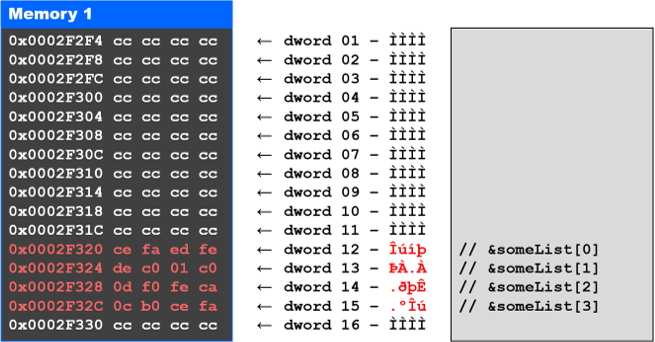 Memory 1
0x0002F2F4 cc cc cc cc ← dword 01 – ÌÌÌÌ
0x0002F2F8 cc cc cc cc ← dword 02 – ÌÌÌÌ
0x0002F2FC cc cc cc cc ← dword 03 – ÌÌÌÌ
0x0002F300 cc cc cc cc ← dword 04 – ÌÌÌÌ
0x0002F304 cc cc cc cc ← dword 05 – ÌÌÌÌ
0x0002F308 cc cc cc cc ← dword 06 – ÌÌÌÌ
0x0002F30C cc cc cc cc ← dword 07 – ÌÌÌÌ
0x0002F310 cc cc cc cc ← dword 08 – ÌÌÌÌ
0x0002F314 cc cc cc cc ← dword 09 – ÌÌÌÌ
0x0002F318 cc cc cc cc ← dword 10 – ÌÌÌÌ
0x0002F31C cc cc cc cc ← dword 11 – ÌÌÌÌ
0x0002F320 ce fa ed fe ← dword 12 – Îúíþ // &someList[0]
0x0002F324 de c0 01 c0 ← dword 13 – ÞÀ.À // &someList[1]
0x0002F328 0d f0 fe ca ← dword 14 – .ðþÊ // &someList[2]
0x0002F32C 0c b0 ce fa ← dword 15 – .°Îú // &someList[3]
0x0002F330 cc cc cc cc ← dword 16 – ÌÌÌÌ